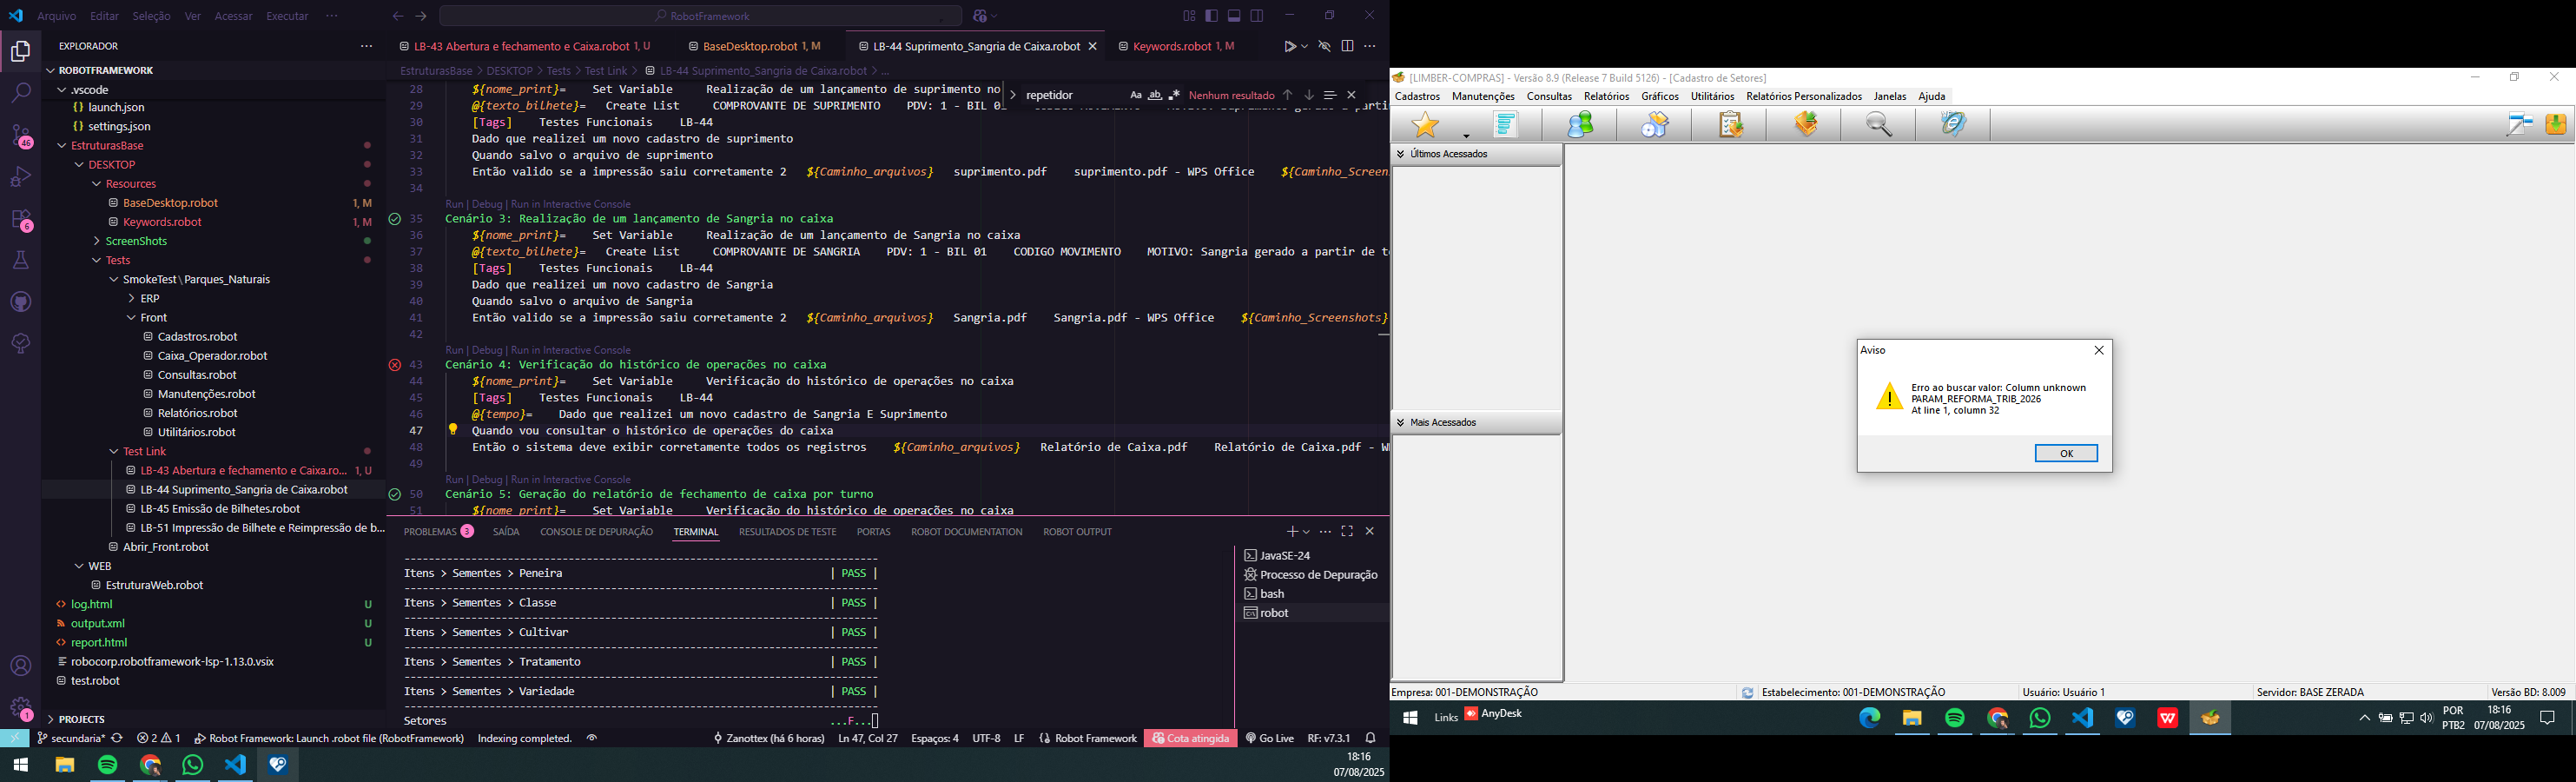 Arquivo Editar Seleção Ver Acessar Executar ···
RobotFramework
EXPLORADOR
ROBOTFRAMEWORK
.vscode
launch.json
settings.json
EstruturasBase
DESKTOP
Resources
BaseDesktop.robot 1, M
Keywords.robot 1, M
ScreenShots
Tests
SmokeTest\Parques_Naturais
ERP
Front
Cadastros.robot
Caixa_Operador.robot
Consultas.robot
Manutenções.robot
Relatórios.robot
Utilitários.robot
Test Link
LB-43 Abertura e fechamento e Caixa.ro... 1, U
LB-44 Suprimento_Sangria de Caixa.robot
LB-45 Emissão de Bilhetes.robot
LB-51 Impressão de Bilhete e Reimpressão de b...
Abrir_Front.robot
WEB
EstruturaWeb.robot
log.html U
output.xml U
report.html U
robocorp.robotframework-lsp-1.13.0.vsix
test.robot
PROJECTS
46
6
1
LB-43 Abertura e fechamento e Caixa.robot 1, U
BaseDesktop.robot 1, M
LB-44 Suprimento_Sangria de Caixa.robot
Keywords.robot 1, M
EstruturasBase > DESKTOP > Tests > Test Link > LB-44 Suprimento_Sangria de Caixa.robot > ...
repetidor Aa ab Nenhum resultado
28 ${nome_print}= Set Variable Realização de um lançamento de suprimento no
29 @{texto_bilhete}= Create List COMPROVANTE DE SUPRIMENTO PDV: 1 - BIL 01
30 [Tags] Testes Funcionais LB-44
31 Dado que realizei um novo cadastro de suprimento
32 Quando salvo o arquivo de suprimento
33 Então valido se a impressão saiu corretamente 2 ${Caminho_arquivos} suprimento.pdf suprimento.pdf - WPS Office ${Caminho_Screens
34
Run | Debug | Run in Interactive Console
35 Cenário 3: Realização de um lançamento de Sangria no caixa
36 ${nome_print}= Set Variable Realização de um lançamento de Sangria no caixa
37 @{texto_bilhete}= Create List COMPROVANTE DE SANGRIA PDV: 1 - BIL 01 CODIGO MOVIMENTO MOTIVO: Sangria gerado a partir de t
38 [Tags] Testes Funcionais LB-44
39 Dado que realizei um novo cadastro de Sangria
40 Quando salvo o arquivo de Sangria
41 Então valido se a impressão saiu corretamente 2 ${Caminho_arquivos} Sangria.pdf Sangria.pdf - WPS Office ${Caminho_Screenshots}
42
Run | Debug | Run in Interactive Console
43 Cenário 4: Verificação do histórico de operações no caixa
44 ${nome_print}= Set Variable Verificação do histórico de operações no caixa
45 [Tags] Testes Funcionais LB-44
46 @{tempo}= Dado que realizei um novo cadastro de Sangria E Suprimento
47 Quando vou consultar o histórico de operações do caixa
48 Então o sistema deve exibir corretamente todos os registros ${Caminho_arquivos} Relatório de Caixa.pdf Relatório de Caixa.pdf - W
49
Run | Debug | Run in Interactive Console
50 Cenário 5: Geração do relatório de fechamento de caixa por turno
51 ${nome_print}= Set Variable Verificação do histórico de operações no caixa
PROBLEMAS 3 SAÍDA CONSOLE DE DEPURAÇÃO TERMINAL RESULTADOS DE TESTE PORTAS ROBOT DOCUMENTATION ROBOT OUTPUT
------------------------------------------------------------------------------
Itens > Sementes > Peneira | PASS |
------------------------------------------------------------------------------
Itens > Sementes > Classe | PASS |
------------------------------------------------------------------------------
Itens > Sementes > Cultivar | PASS |
------------------------------------------------------------------------------
Itens > Sementes > Tratamento | PASS |
------------------------------------------------------------------------------
Itens > Sementes > Variedade | PASS |
------------------------------------------------------------------------------
Setores ...F...
JavaSE-24
Processo de Depuração
bash
robot
secundaria* 2 1 Robot Framework: Launch .robot file (RobotFramework) Indexing completed. Zanottex (há 6 horas) Ln 47, Col 27 Espaços: 4 UTF-8 LF Robot Framework Cota atingida Go Live RF: v7.3.1
18:16
07/08/2025
[LIMBER-COMPRAS] - Versão 8.9 (Release 7 Build 5126) - [Cadastro de Setores]
Cadastros Manutenções Consultas Relatórios Gráficos Utilitários Relatórios Personalizados Janelas Ajuda
Últimos Acessados
Mais Acessados
Aviso
Erro ao buscar valor: Column unknown
PARAM_REFORMA_TRIB_2026
At line 1, column 32
OK
Empresa: 001-DEMONSTRAÇÃO Estabelecimento: 001-DEMONSTRAÇÃO Usuário: Usuário 1 Servidor: BASE ZERADA Versão BD: 8.009
Links AnyDesk
POR
PTB2
18:16
07/08/2025